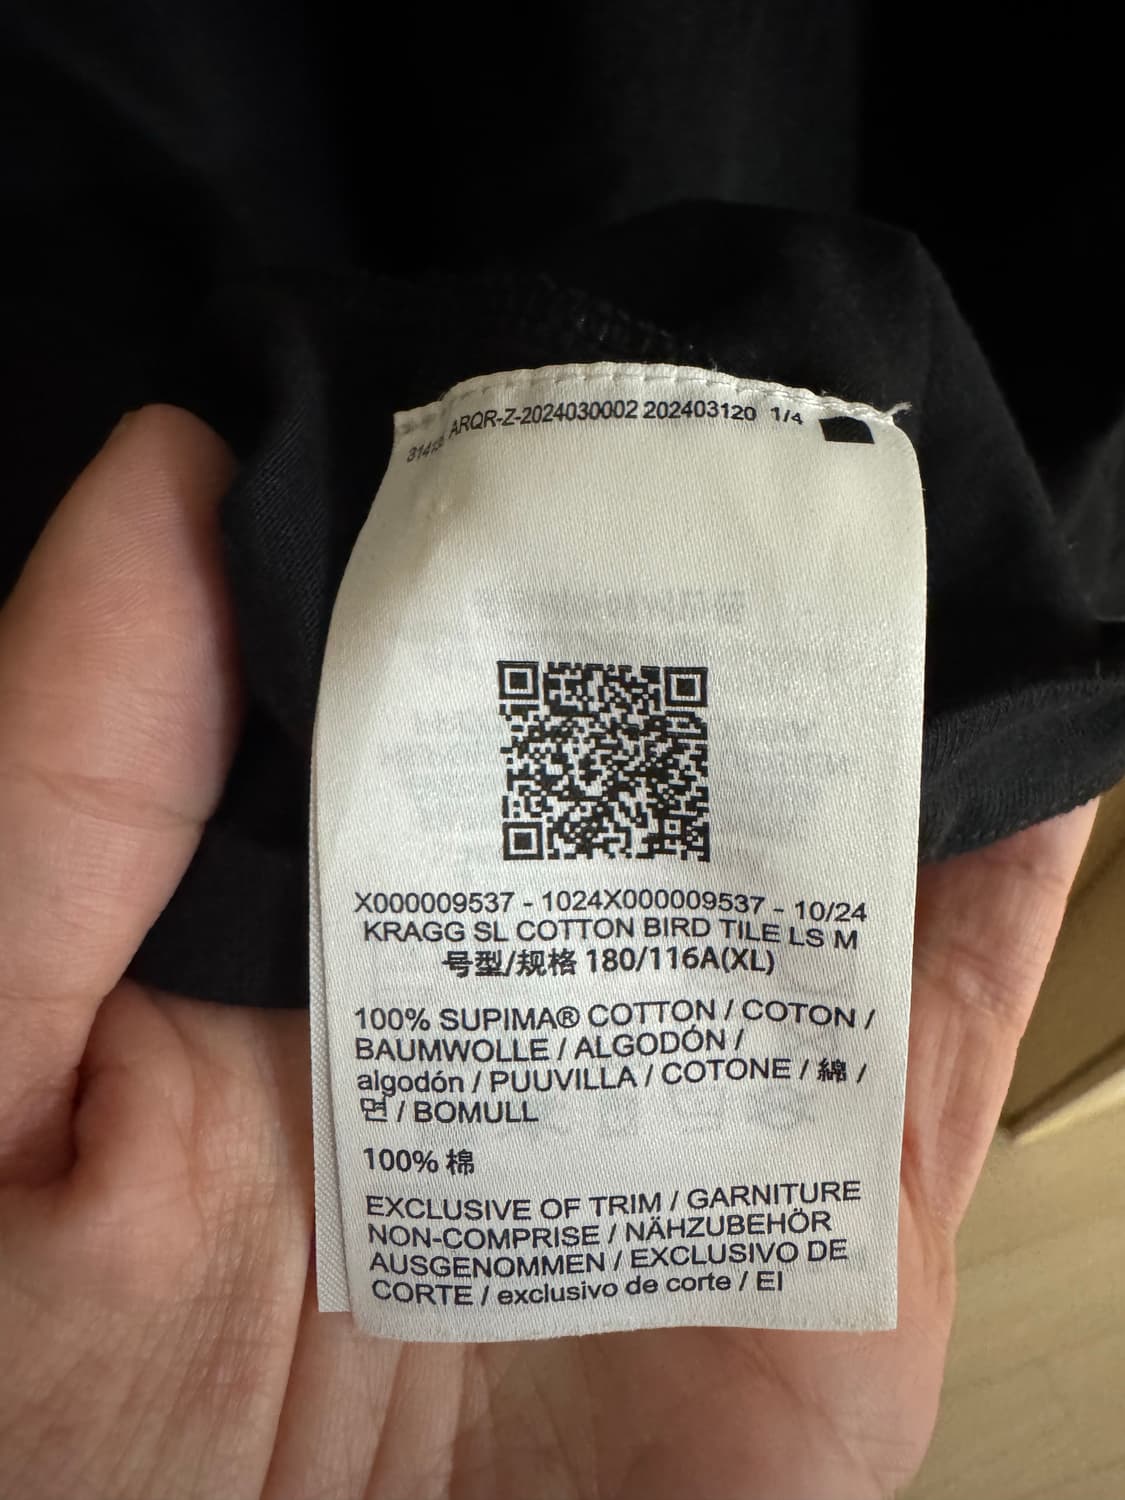 ARQR-Z-2024030002 202403120 1/4
X000009537 - 1024X000009537 - 10/24
KRAGG SL COTTON BIRD TILE LS M
号型/规格 180/116A(XL)
100% SUPIMA® COTTON / COTON /
BAUMWOLLE / ALGODÓN /
algodón / PUUVILLA / COTONE / 綿 /
면 / BOMULL
100% 棉
EXCLUSIVE OF TRIM / GARNITURE
NON-COMPRISE / NÄHZUBEHÖR
AUSGENOMMEN / EXCLUSIVO DE
CORTE / exclusivo de corte / EI